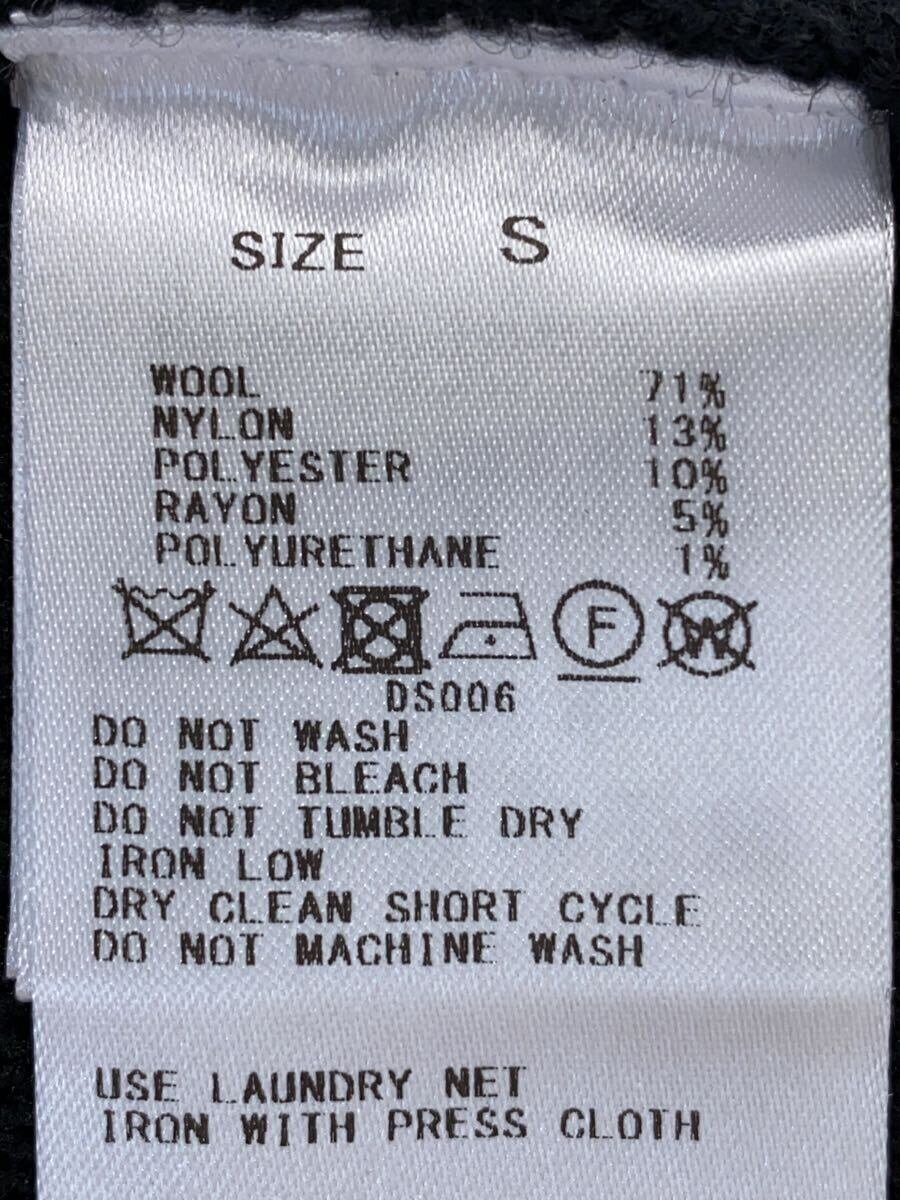 SIZE S
WOOL 71%
NYLON 13%
POLYESTER 10%
RAYON 5%
POLYURETHANE 1%
F W
DS006
DO NOT WASH
DO NOT BLEACH
DO NOT TUMBLE DRY
IRON LOW
DRY CLEAN SHORT CYCLE
DO NOT MACHINE WASH
USE LAUNDRY NET
IRON WITH PRESS CLOTH